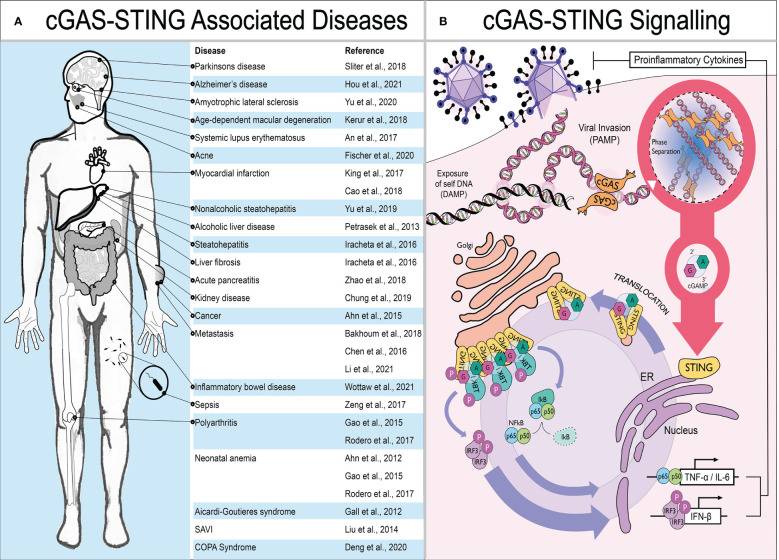 A cGAS-STING Associated Diseases
Disease Reference
Parkinsons disease Sliter et al., 2018
Alzheimer's disease Hou et al., 2021
Amyotrophic lateral sclerosis Yu et al., 2020
Age-dependent macular degeneration Kerur et al., 2018
Systemic lupus erythematosus An et al., 2017
Acne Fischer et al., 2020
Myocardial infarction King et al., 2017
Cao et al., 2018
Nonalcoholic steatohepatitis Yu et al., 2019
Alcoholic liver disease Petrasek et al., 2013
Steatohepatitis Iracheta et al., 2016
Liver fibrosis Iracheta et al., 2016
Acute pancreatitis Zhao et al., 2018
Kidney disease Chung et al., 2019
Cancer Ahn et al., 2015
Metastasis Bakhoum et al., 2018
Chen et al., 2016
Li et al., 2021
Inflammatory bowel disease Wottaw et al., 2021
Sepsis Zeng et al., 2017
Polyarthritis Gao et al., 2015
Rodero et al., 2017
Neonatal anemia Ahn et al., 2012
Gao et al., 2015
Rodero et al., 2017
Aicardi-Goutieres syndrome Gall et al., 2012
SAVI Liu et al., 2014
COPA Syndrome Deng et al., 2020
B cGAS-STING Signalling
Proinflammatory Cytokines
Viral Invasion
(PAMP)
Phase
Separation
Exposure
of self DNA
(DAMP)
cGAS
cGAS
Golgi
2'
G A
3'
cGAMP
TRANSLOCATION
STING STING
G A
STING STING
G A
STING
ER
Nucleus
TBK1 TBK1 TBK1
G A G A
P P P
IkB
p65 p50
NFkB
p65 p50
IkB
P P
IRF3 IRF3
p65 p50 TNF-α / IL-6
P P
IRF3 IRF3 IFN-β